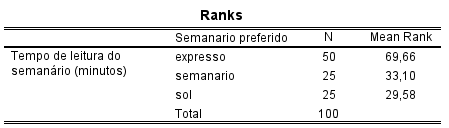 Ranks
Semanario preferido N Mean Rank
Tempo de leitura do semanário (minutos) expresso 50 69,66
semanario 25 33,10
sol 25 29,58
Total 100